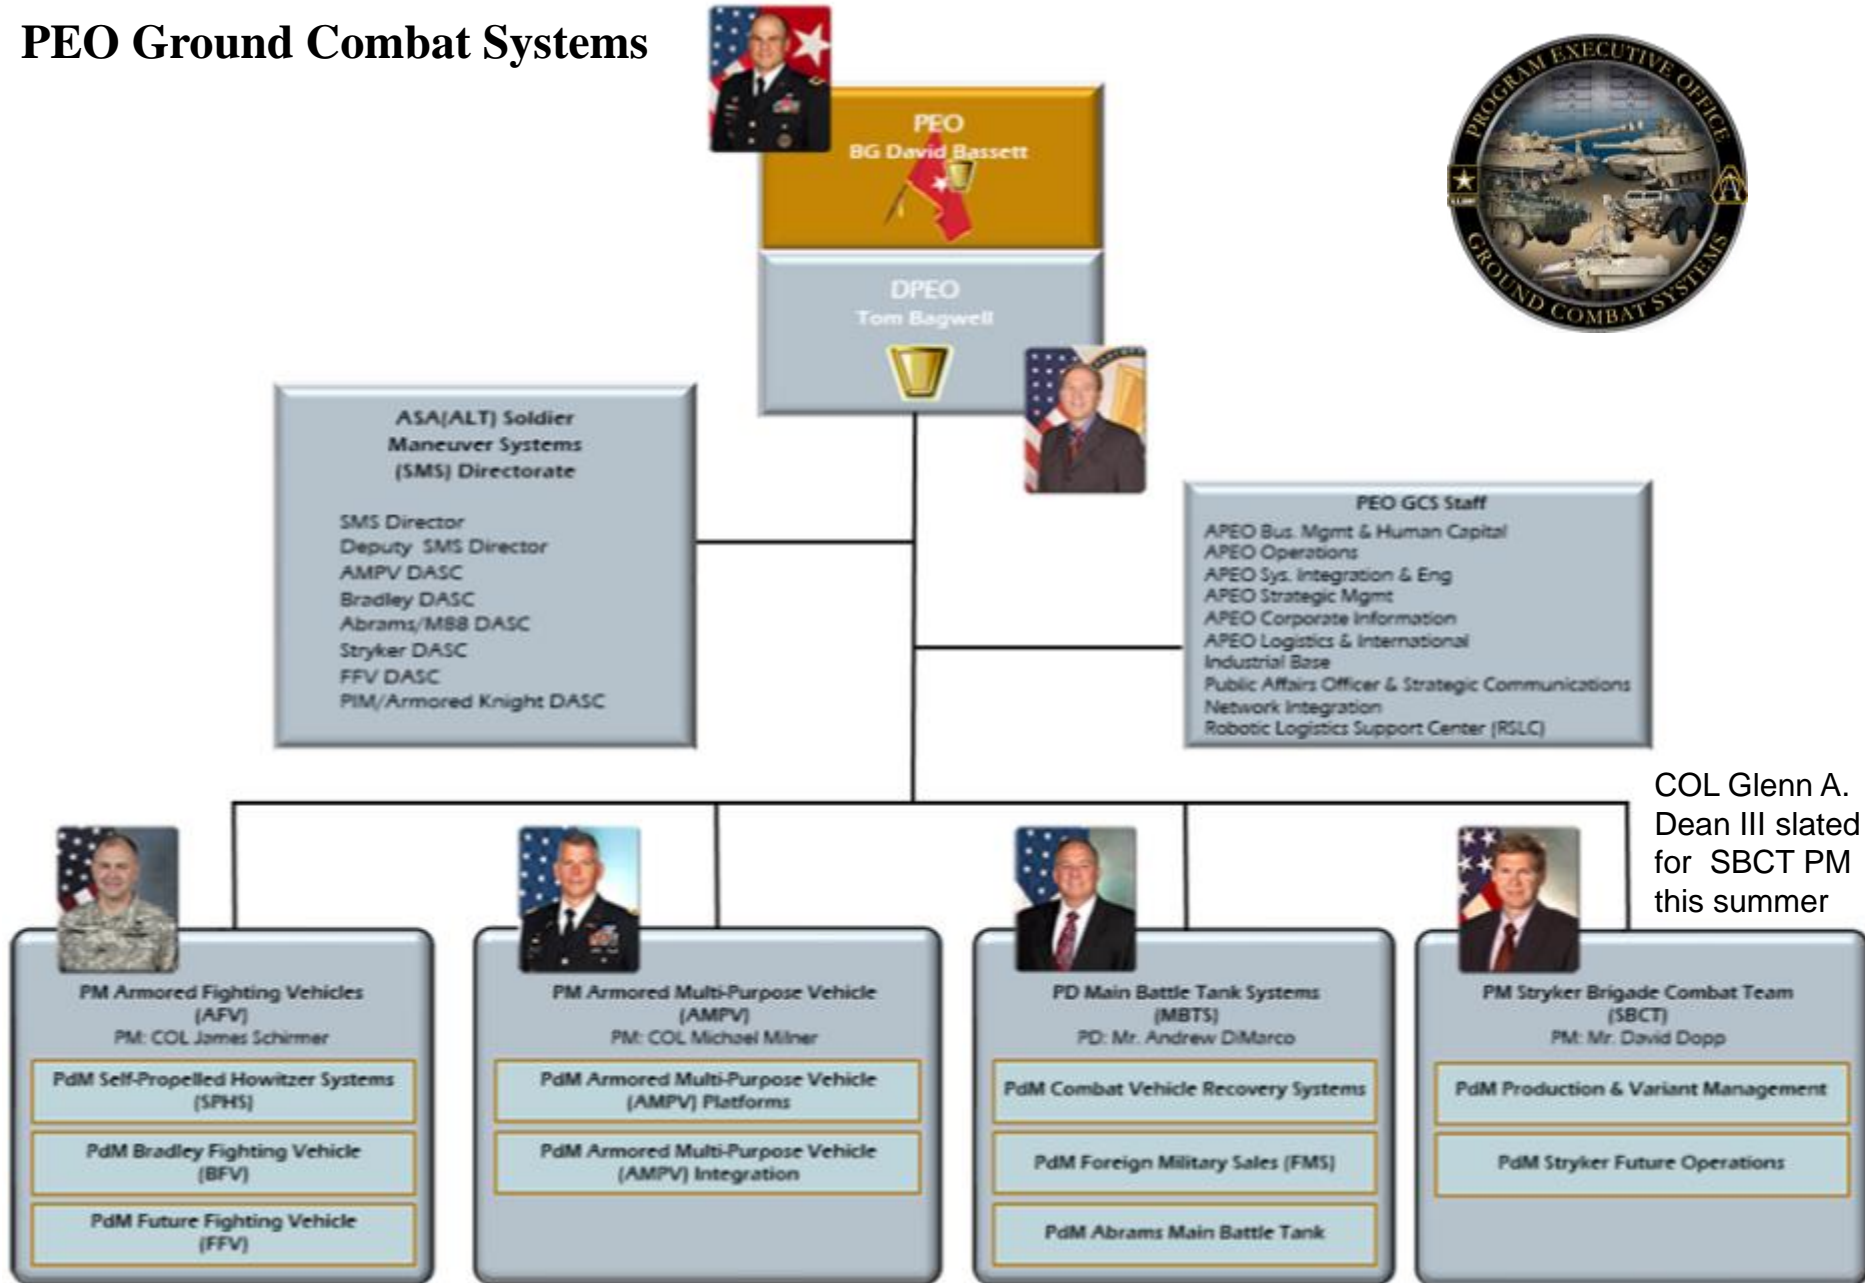 PEO Ground Combat Systems
PEO
BG David Bassett
DPEO
Tom Bagwell
PROGRAM EXECUTIVE OFFICE
GROUND COMBAT SYSTEMS
ASA(ALT) Soldier
Maneuver Systems
(SMS) Directorate
SMS Director
Deputy SMS Director
AMPV DASC
Bradley DASC
Abrams/M88 DASC
Stryker DASC
FFV DASC
PIM/Armored Knight DASC
PEO GCS Staff
APEO Bus. Mgmt & Human Capital
APEO Operations
APEO Sys. Integration & Eng
APEO Strategic Mgmt
APEO Corporate Information
APEO Logistics & International
Industrial Base
Public Affairs Officer & Strategic Communications
Network Integration
Robotic Logistics Support Center (RSLC)
COL Glenn A.
Dean III slated
for SBCT PM
this summer
PM Armored Fighting Vehicles
(AFV)
PM: COL James Schirmer
PdM Self-Propelled Howitzer Systems
(SPHS)
PdM Bradley Fighting Vehicle
(BFV)
PdM Future Fighting Vehicle
(FFV)
PM Armored Multi-Purpose Vehicle
(AMPV)
PM: COL Michael Milner
PdM Armored Multi-Purpose Vehicle
(AMPV) Platforms
PdM Armored Multi-Purpose Vehicle
(AMPV) Integration
PD Main Battle Tank Systems
(MBTS)
PD: Mr. Andrew DiMarco
PdM Combat Vehicle Recovery Systems
PdM Foreign Military Sales (FMS)
PdM Abrams Main Battle Tank
PM Stryker Brigade Combat Team
(SBCT)
PM: Mr. David Dopp
PdM Production & Variant Management
PdM Stryker Future Operations